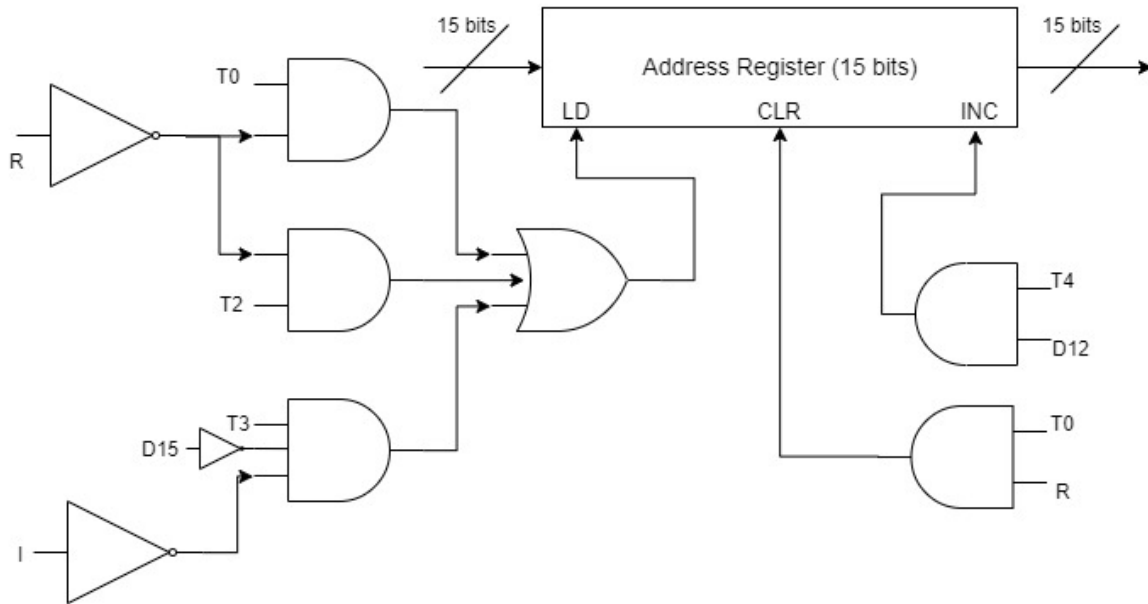 15 bits
15 bits
Address Register (15 bits)
T0
LD
CLR
INC
R
T2
T4
D12
T3
D15
T0
R
I